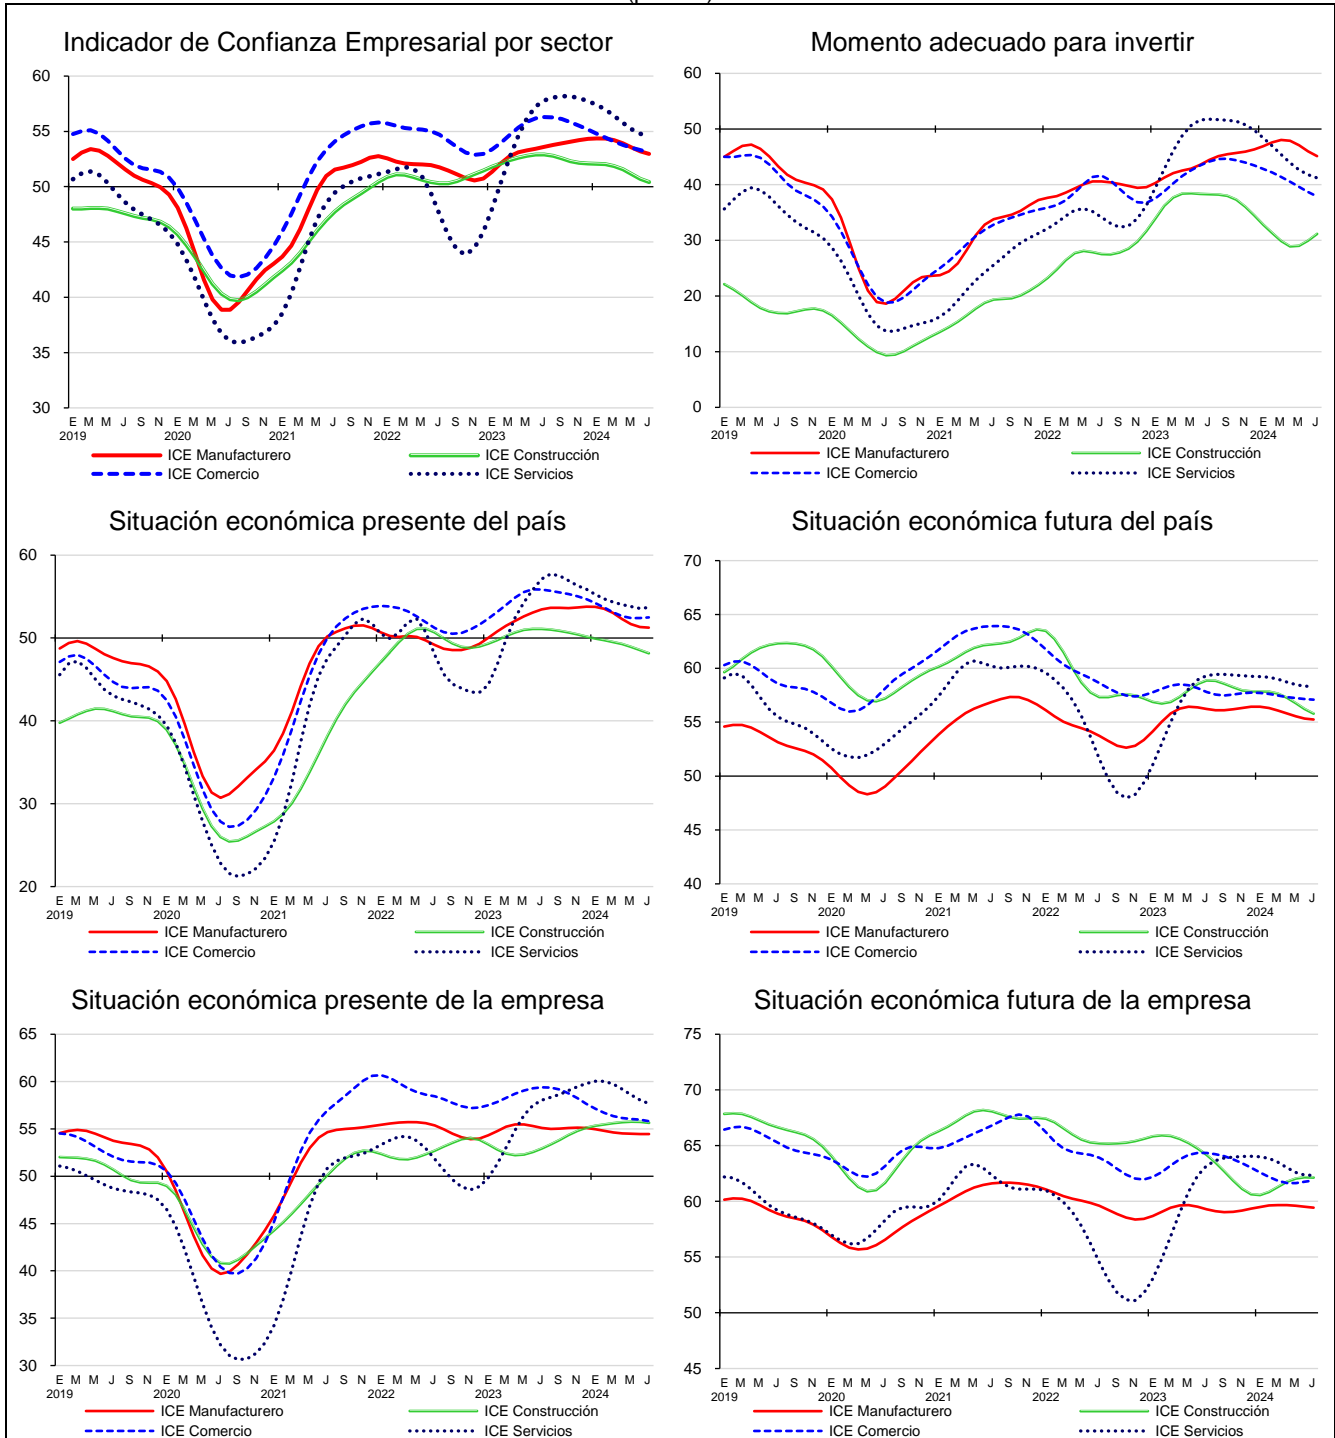 Indicador de Confianza Empresarial por sector
60
55
50
45
40
35
30
E M M J S N E M M J S N E M M J S N E M M J S N E M M J S N E M M J
2019 2020 2021 2022 2023 2024
ICE Manufacturero ICE Construcción
ICE Comercio ICE Servicios
Momento adecuado para invertir
60
50
40
30
20
10
0
E M M J S N E M M J S N E M M J S N E M M J S N E M M J S N E M M J
2019 2020 2021 2022 2023 2024
ICE Manufacturero ICE Construcción
ICE Comercio ICE Servicios
Situación económica presente del país
60
50
40
30
20
E M M J S N E M M J S N E M M J S N E M M J S N E M M J S N E M M J
2019 2020 2021 2022 2023 2024
ICE Manufacturero ICE Construcción
ICE Comercio ICE Servicios
Situación económica futura del país
70
65
60
55
50
45
40
E M M J S N E M M J S N E M M J S N E M M J S N E M M J S N E M M J
2019 2020 2021 2022 2023 2024
ICE Manufacturero ICE Construcción
ICE Comercio ICE Servicios
Situación económica presente de la empresa
65
60
55
50
45
40
35
30
E M M J S N E M M J S N E M M J S N E M M J S N E M M J S N E M M J
2019 2020 2021 2022 2023 2024
ICE Manufacturero ICE Construcción
ICE Comercio ICE Servicios
Situación económica futura de la empresa
75
70
65
60
55
50
45
E M M J S N E M M J S N E M M J S N E M M J S N E M M J S N E M M J
2019 2020 2021 2022 2023 2024
ICE Manufacturero ICE Construcción
ICE Comercio ICE Servicios